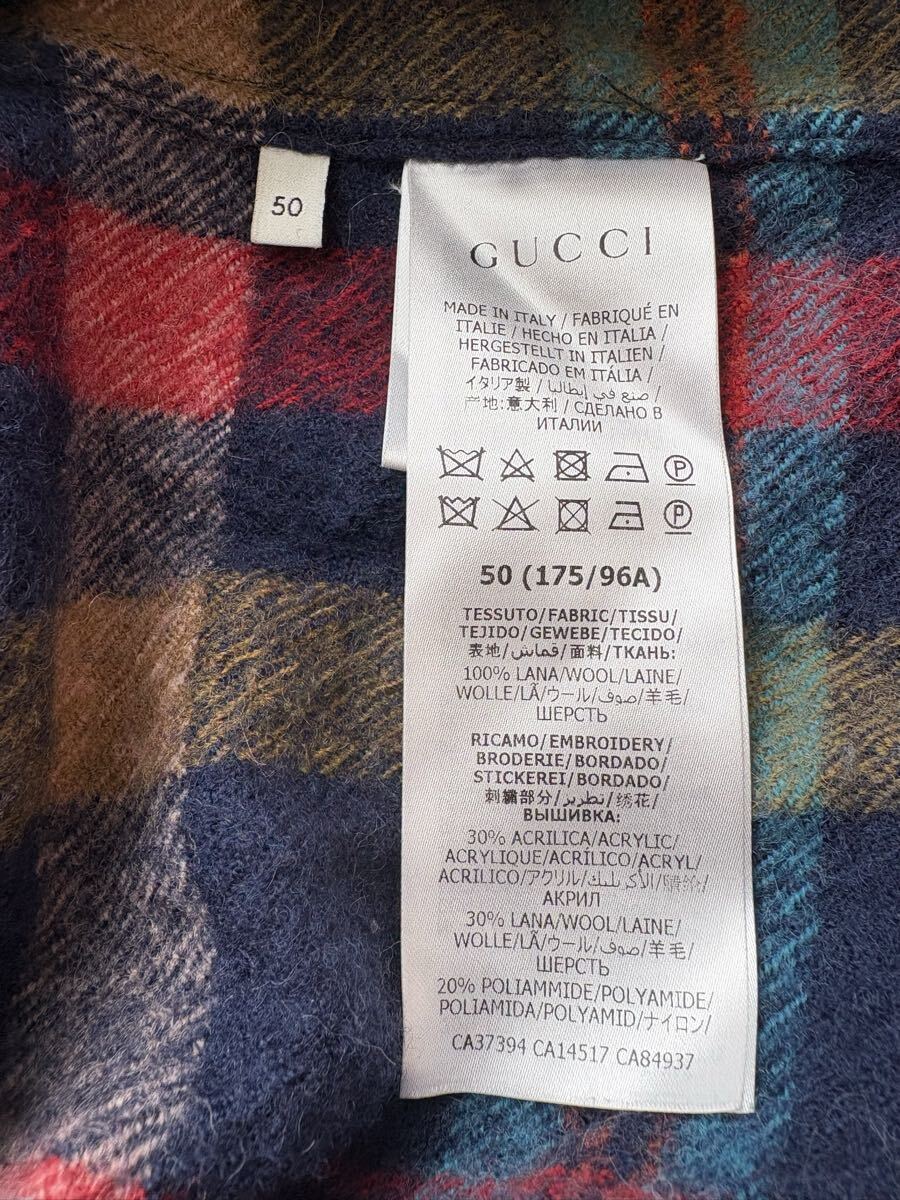 50
GUCCI
MADE IN ITALY / FABRIQUÉ EN
ITALIE / HECHO EN ITALIA /
HERGESTELLT IN ITALIEN /
FABRICADO EM ITÁLIA /
イタリア製 / صنع في إيطاليا /
产地:意大利 / СДЕЛАНО В
ИТАЛИИ
P
P
50 (175/96A)
TESSUTO/FABRIC/TISSU/
TEJIDO/GEWEBE/TECIDO/
表地/قماش/面料/ТКАНЬ:
100% LANA/WOOL/LAINE/
WOLLE/LÃ/ウール/صوف/羊毛/
ШЕРСТЬ
RICAMO/EMBROIDERY/
BRODERIE/BORDADO/
STICKEREI/BORDADO/
刺繍部分/تطريز/绣花/
ВЫШИВКА:
30% ACRILICA/ACRYLIC/
ACRYLIQUE/ACRÍLICO/ACRYL/
ACRILICO/アクリル/الأكريليك/腈纶/
АКРИЛ
30% LANA/WOOL/LAINE/
WOLLE/LÃ/ウール/صوف/羊毛/
ШЕРСТЬ
20% POLIAMMIDE/POLYAMIDE/
POLIAMIDA/POLYAMID/ナイロン/
CA37394 CA14517 CA84937